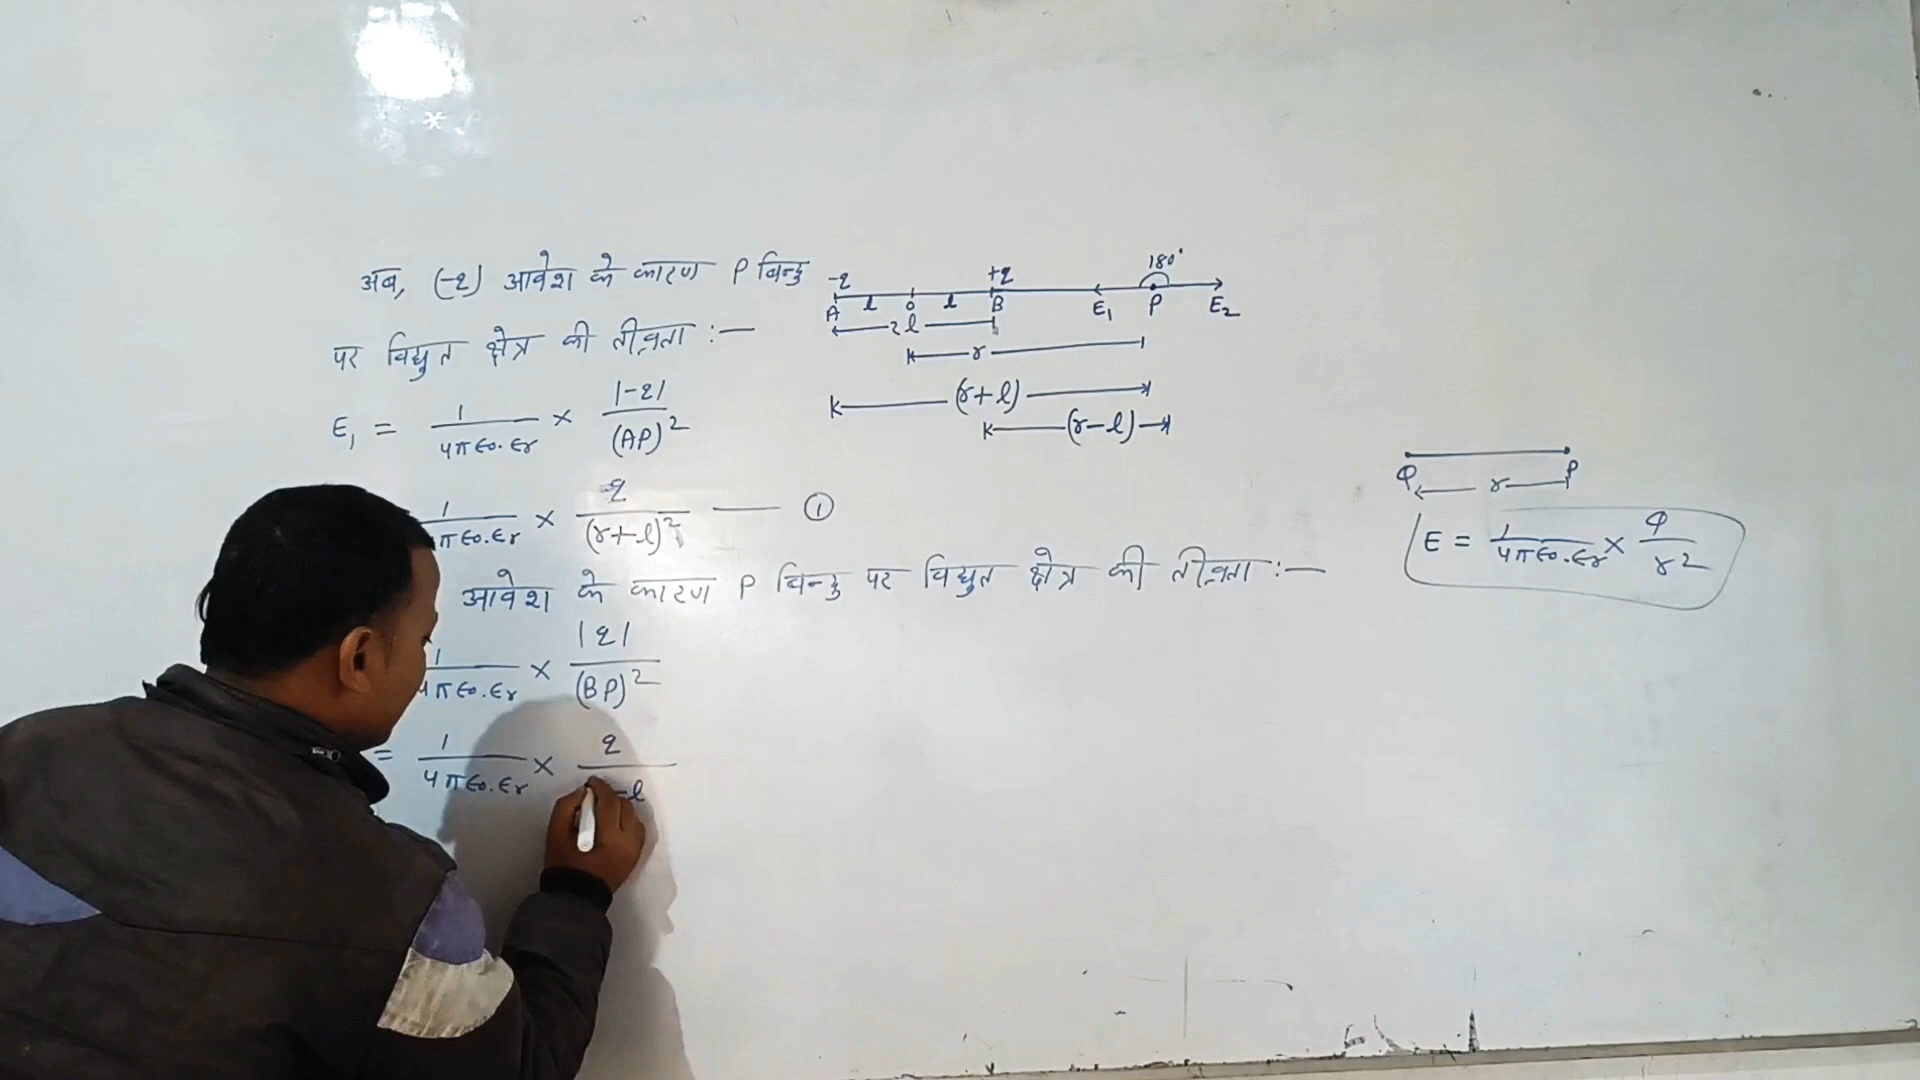 अब, (-q) आवेश के कारण P बिन्दु
पर विद्युत क्षेत्र की तीव्रता :—
E₁ = 1/4πϵ₀.ϵr × |-q|/(AP)²
1/4πϵ₀.ϵr × q/(r+l)² —— ①
आवेश के कारण P बिन्दु पर विद्युत क्षेत्र की तीव्रता :—
1/4πϵ₀.ϵr × |q|/(BP)²
= 1/4πϵ₀.ϵr × q/-l
-q +q 180°
A l O l B E₁ P E₂
2l
r
(r+l)
(r-l)
Q r P
E = 1/4πϵ₀.ϵr × Q/r²